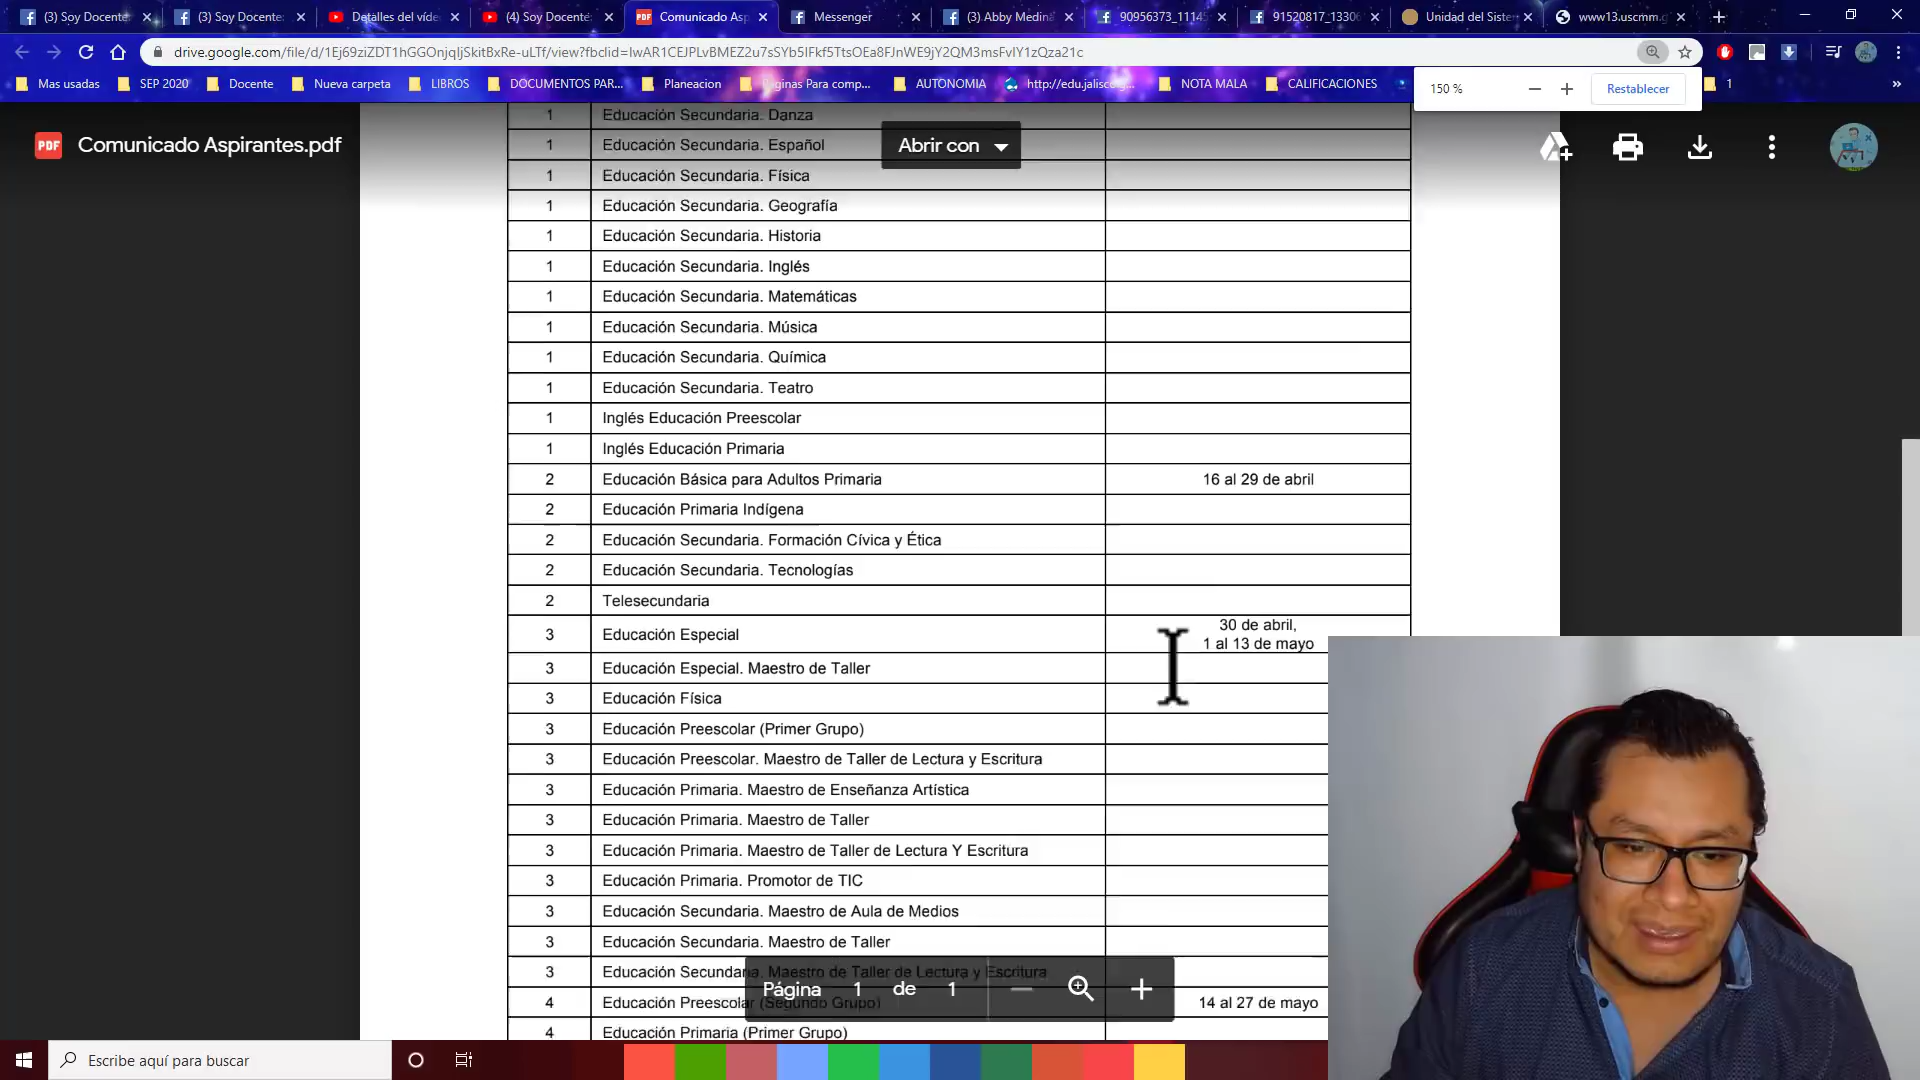 (3) Soy Docente:
(3) Soy Docente:
Detalles del víde
(4) Soy Docente:
Comunicado Asp
Messenger
(3) Abby Medina
90956373_1114
91520817_1330
Unidad del Siste
www13.uscmm.g
drive.google.com/file/d/
150 %
Restablecer
Mas usadas
SEP 2020
Docente
Nueva carpeta
LIBROS
DOCUMENTOS PAR...
Planeacion
Páginas Para comp...
AUTONOMIA
http://edu.jalisco.g...
NOTA MALA
CALIFICACIONES
1
PDF Comunicado Aspirantes.pdf
Abrir con
1 Educación Secundaria. Danza
1 Educación Secundaria. Español
1 Educación Secundaria. Física
1 Educación Secundaria. Geografía
1 Educación Secundaria. Historia
1 Educación Secundaria. Inglés
1 Educación Secundaria. Matemáticas
1 Educación Secundaria. Música
1 Educación Secundaria. Química
1 Educación Secundaria. Teatro
1 Inglés Educación Preescolar
1 Inglés Educación Primaria
2 Educación Básica para Adultos Primaria 16 al 29 de abril
2 Educación Primaria Indígena
2 Educación Secundaria. Formación Cívica y Ética
2 Educación Secundaria. Tecnologías
2 Telesecundaria
3 Educación Especial 30 de abril,
1 al 13 de mayo
3 Educación Especial. Maestro de Taller
3 Educación Física
3 Educación Preescolar (Primer Grupo)
3 Educación Preescolar. Maestro de Taller de Lectura y Escritura
3 Educación Primaria. Maestro de Enseñanza Artística
3 Educación Primaria. Maestro de Taller
3 Educación Primaria. Maestro de Taller de Lectura Y Escritura
3 Educación Primaria. Promotor de TIC
3 Educación Secundaria. Maestro de Aula de Medios
3 Educación Secundaria. Maestro de Taller
3 Educación Secundaria. Maestro de Taller de Lectura y Escritura
4 Educación Preescolar (Segundo Grupo) 14 al 27 de mayo
4 Educación Primaria (Primer Grupo)
Página 1 de 1
Escribe aquí para buscar